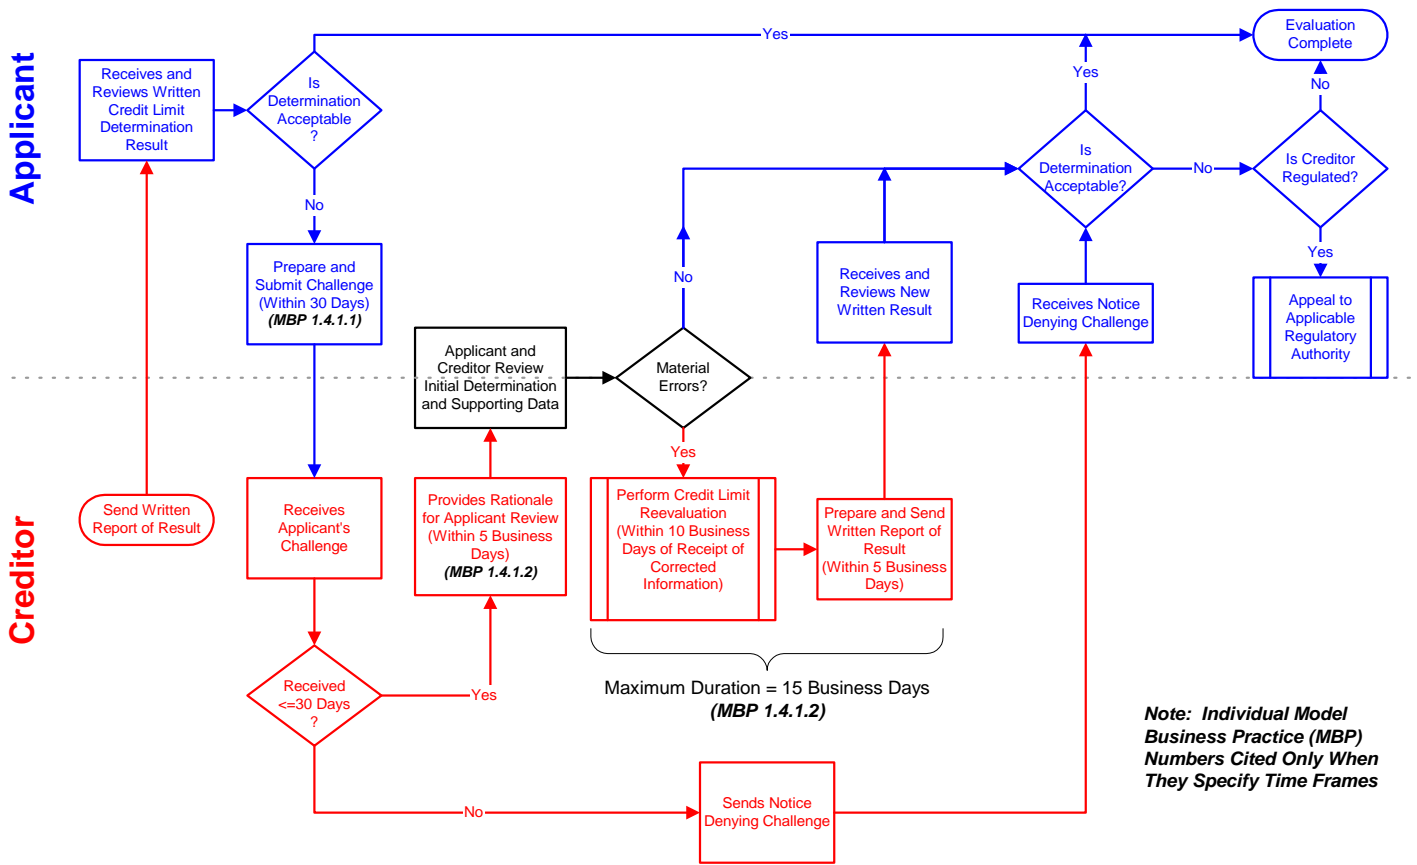 Applicant
Creditor
Receives and
Reviews Written
Credit Limit
Determination
Result
Is
Determination
Acceptable
?
Yes
No
Prepare and
Submit Challenge
(Within 30 Days)
(MBP 1.4.1.1)
Send Written
Report of Result
Receives
Applicant's
Challenge
Received
<=30 Days
?
Yes
No
Provides Rationale
for Applicant Review
(Within 5 Business
Days)
(MBP 1.4.1.2)
Applicant and
Creditor Review
Initial Determination
and Supporting Data
Material
Errors?
No
Yes
Perform Credit Limit
Reevaluation
(Within 10 Business
Days of Receipt of
Corrected
Information)
Prepare and Send
Written Report of
Result
(Within 5 Business
Days)
Maximum Duration = 15 Business Days
(MBP 1.4.1.2)
Receives and
Reviews New
Written Result
Sends Notice
Denying Challenge
Receives Notice
Denying Challenge
Is
Determination
Acceptable?
Yes
No
Is Creditor
Regulated?
No
Yes
Evaluation
Complete
Appeal to
Applicable
Regulatory
Authority
Note:  Individual Model
Business Practice (MBP)
Numbers Cited Only When
They Specify Time Frames